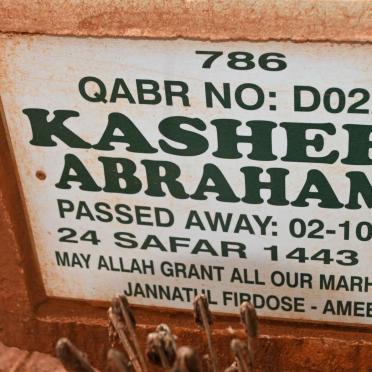 786
QABR NO: D02
KASHEE
ABRAHAM
PASSED AWAY: 02-10
24 SAFAR 1443
MAY ALLAH GRANT ALL OUR MARH
JANNATUL FIRDOSE - AMEE